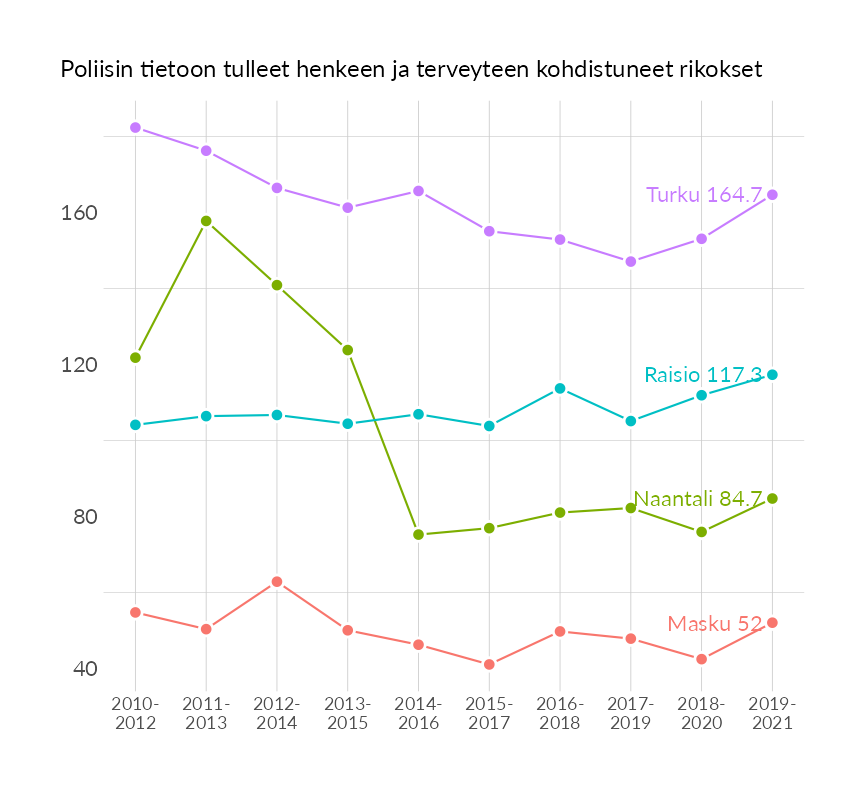 Poliisin tietoon tulleet henkeen ja terveyteen kohdistuneet rikokset
Turku 164.7
160
120
Raisio 117.3
Naantali 84.7
80
Masku 52
40
2010- 2011- 2012- 2013- 2014- 2015- 2016- 2017- 2018- 2019-
2012 2013 2014 2015 2016 2017 2018 2019 2020 2021